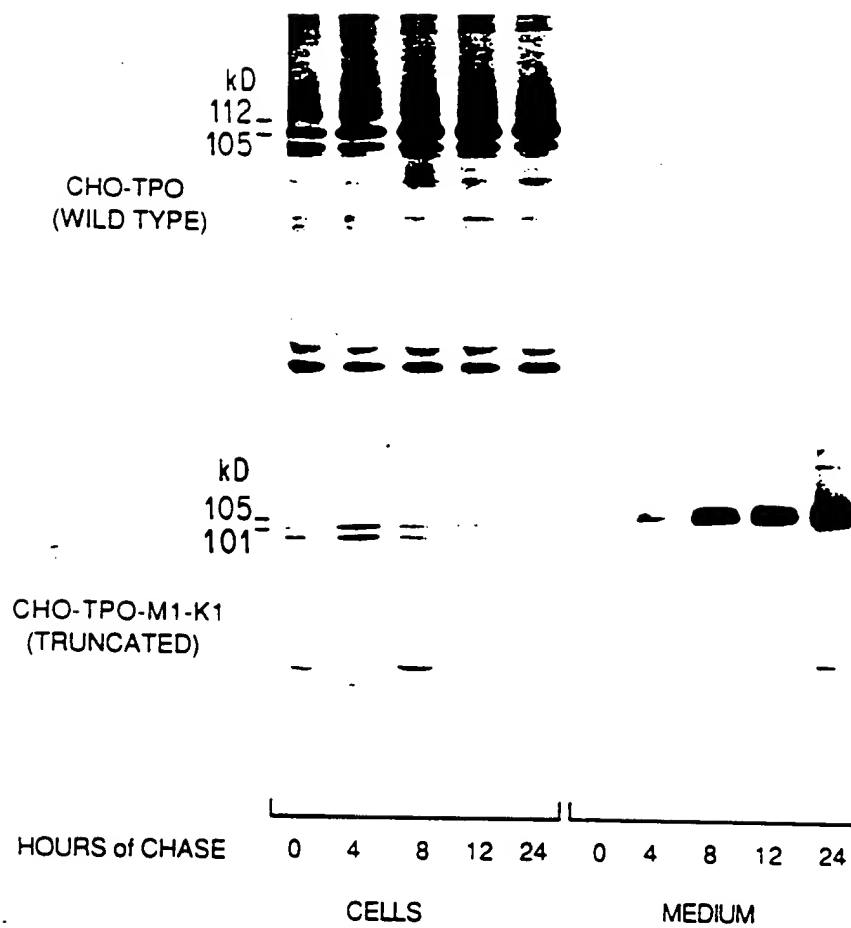 kD
112
105
CHO-TPO
(WILD TYPE)
kD
105
101
CHO-TPO-M1-K1
(TRUNCATED)
HOURS of CHASE 0 4 8 12 24 0 4 8 12 24
CELLS MEDIUM